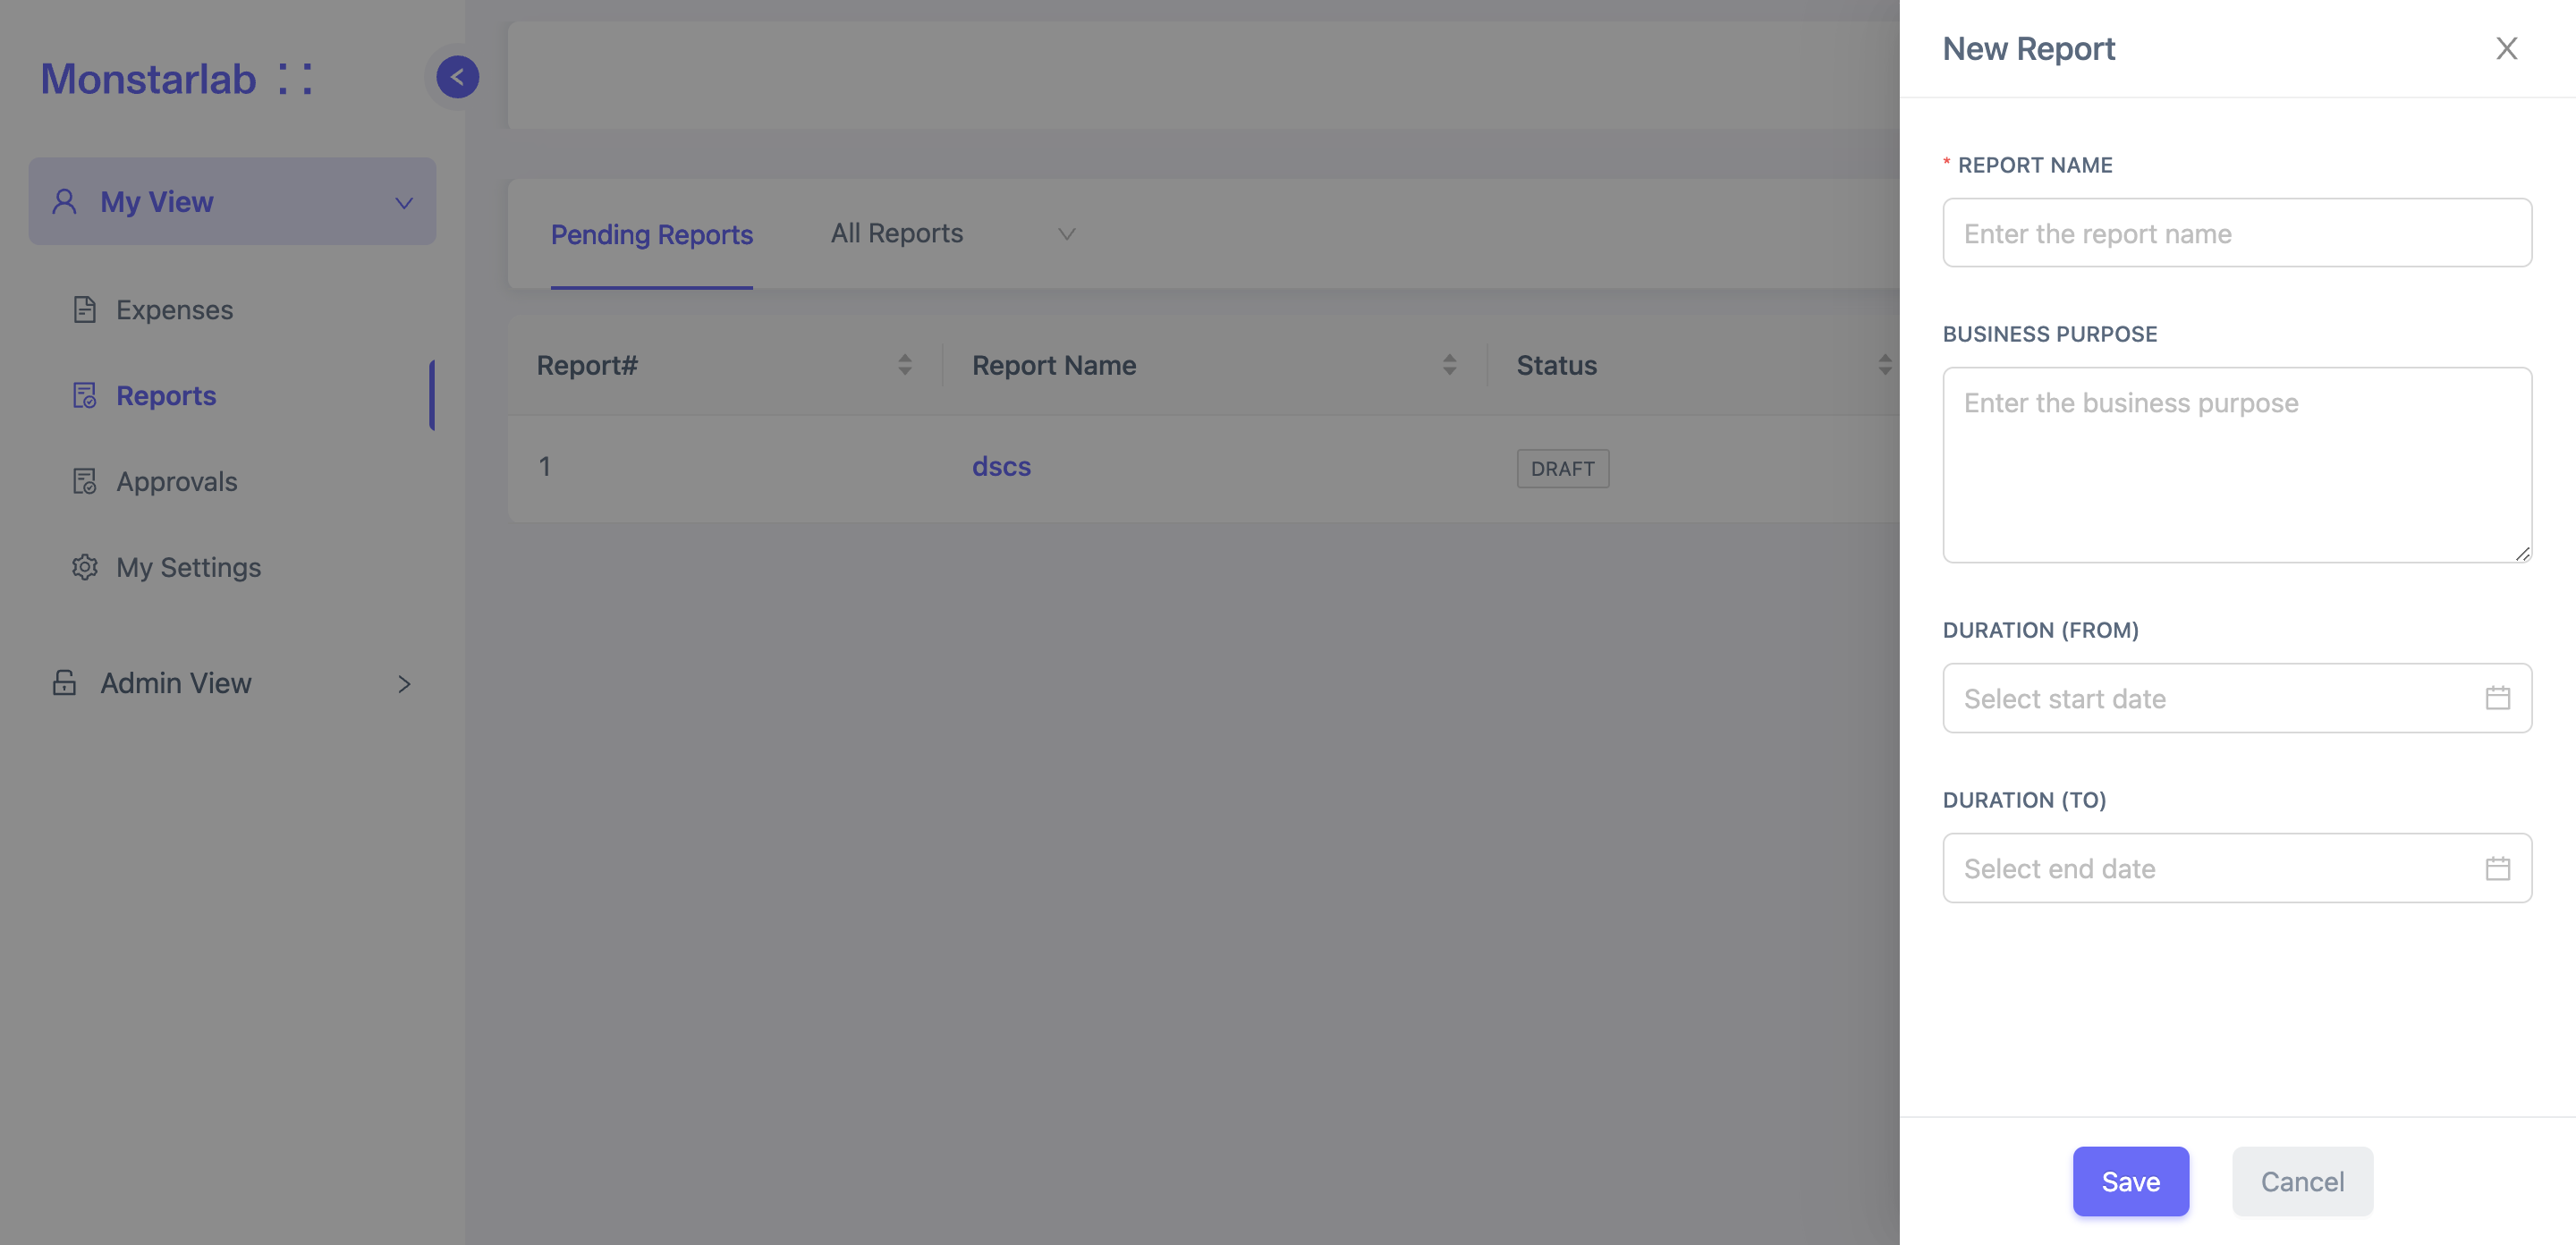 Monstarlab
My View
Expenses
Reports
Approvals
My Settings
Admin View
Pending Reports
All Reports
Report# Report Name Status
1 dscs DRAFT
New Report
* REPORT NAME
Enter the report name
BUSINESS PURPOSE
Enter the business purpose
DURATION (FROM)
Select start date
DURATION (TO)
Select end date
Save Cancel